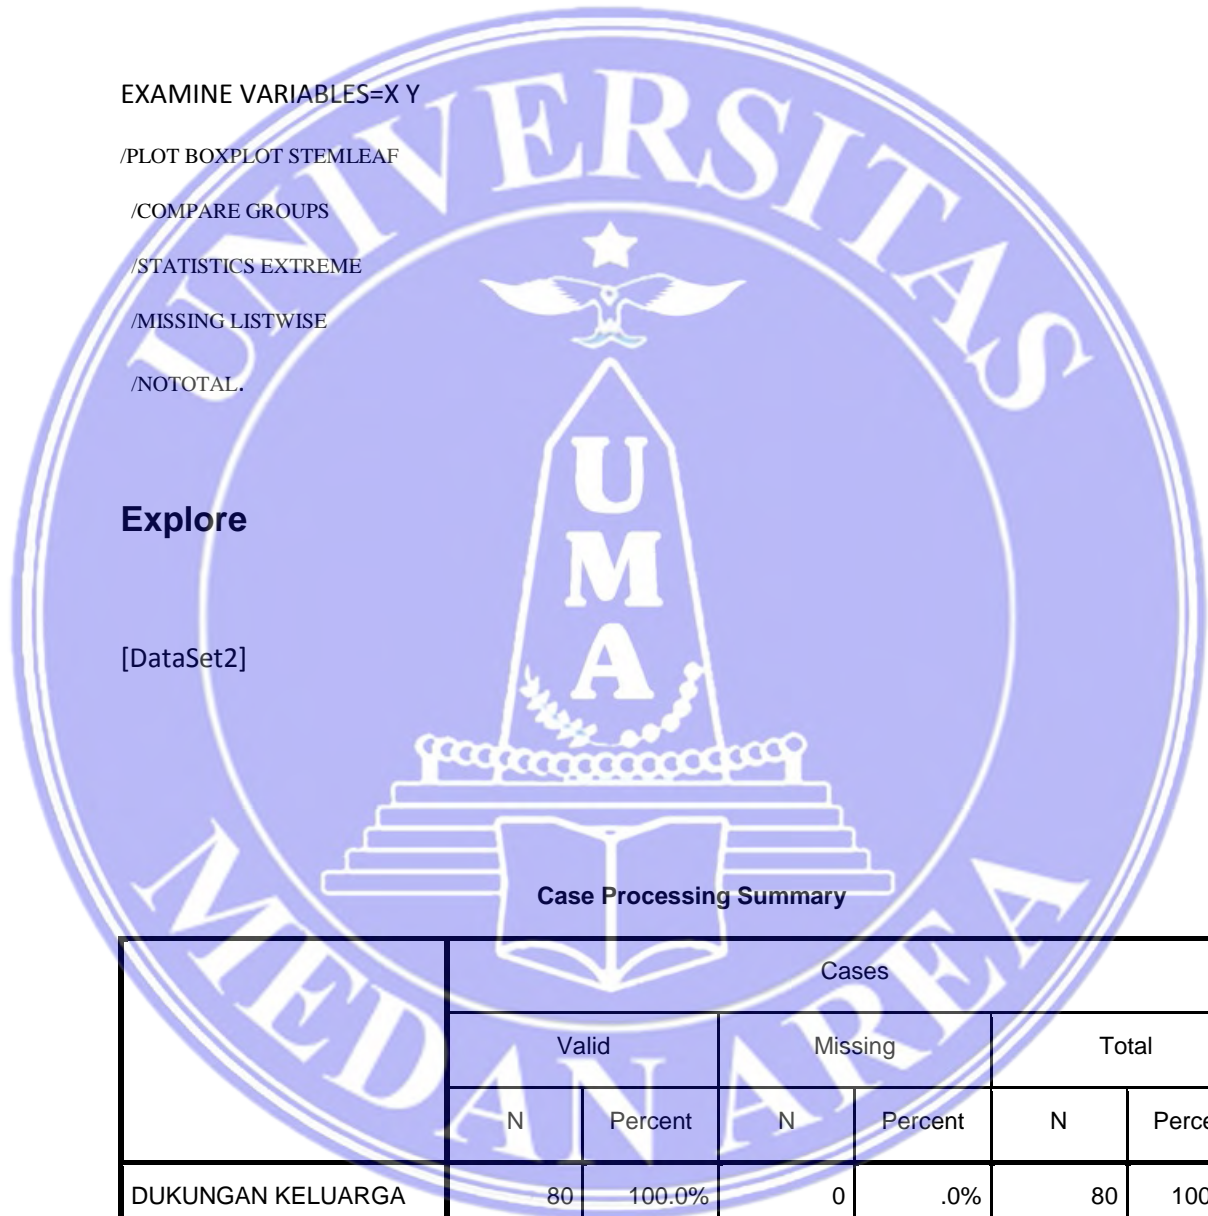 EXAMINE VARIABLES=X Y
/PLOT BOXPLOT STEMLEAF
/COMPARE GROUPS
/STATISTICS EXTREME
/MISSING LISTWISE
/NOTOTAL.
Explore
[DataSet2]
UNIVERSITAS
UMA
MEDAN AREA
Case Processing Summary
Cases
Valid Missing Total
N Percent N Percent N
DUKUNGAN KELUARGA 80 100.0% 0 .0% 80